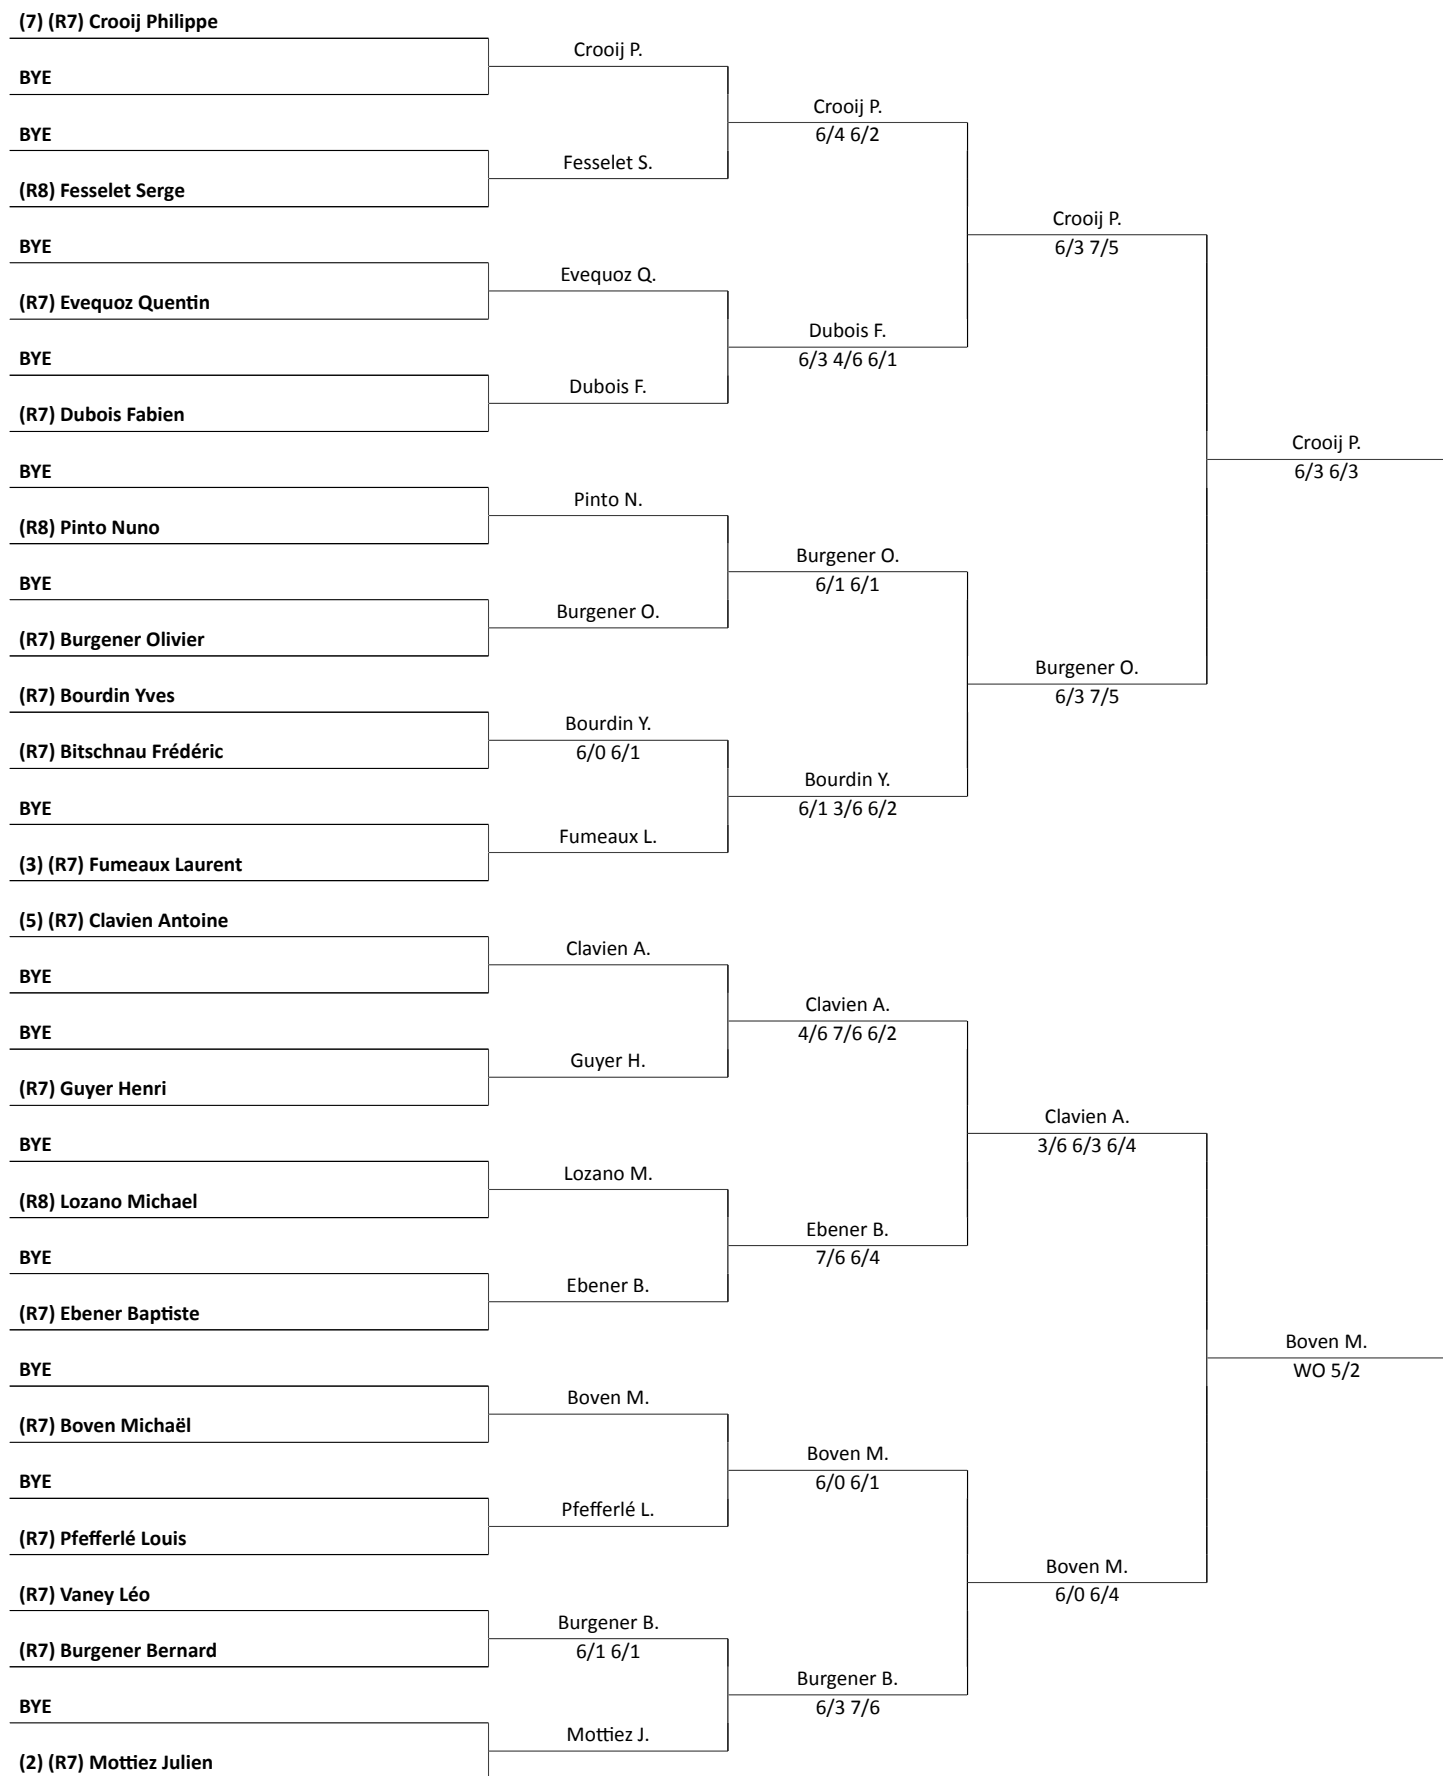 (7) (R7) Crooij Philippe
Crooij P.
BYE
Crooij P.
6/4 6/2
BYE
Fesselet S.
(R8) Fesselet Serge
Crooij P.
6/3 7/5
BYE
Evequoz Q.
(R7) Evequoz Quentin
Dubois F.
6/3 4/6 6/1
BYE
Dubois F.
(R7) Dubois Fabien
Crooij P.
6/3 6/3
BYE
Pinto N.
(R8) Pinto Nuno
Burgener O.
6/1 6/1
BYE
Burgener O.
(R7) Burgener Olivier
Burgener O.
6/3 7/5
(R7) Bourdin Yves
Bourdin Y.
6/0 6/1
(R7) Bitschnau Frédéric
Bourdin Y.
6/1 3/6 6/2
BYE
Fumeaux L.
(3) (R7) Fumeaux Laurent
(5) (R7) Clavien Antoine
Clavien A.
BYE
Clavien A.
4/6 7/6 6/2
BYE
Guyer H.
(R7) Guyer Henri
Clavien A.
3/6 6/3 6/4
BYE
Lozano M.
(R8) Lozano Michael
Ebener B.
7/6 6/4
BYE
Ebener B.
(R7) Ebener Baptiste
Boven M.
WO 5/2
BYE
Boven M.
(R7) Boven Michaël
Boven M.
6/0 6/1
BYE
Pfefferlé L.
(R7) Pfefferlé Louis
Boven M.
6/0 6/4
(R7) Vaney Léo
Burgener B.
6/1 6/1
(R7) Burgener Bernard
Burgener B.
6/3 7/6
BYE
Mottiez J.
(2) (R7) Mottiez Julien